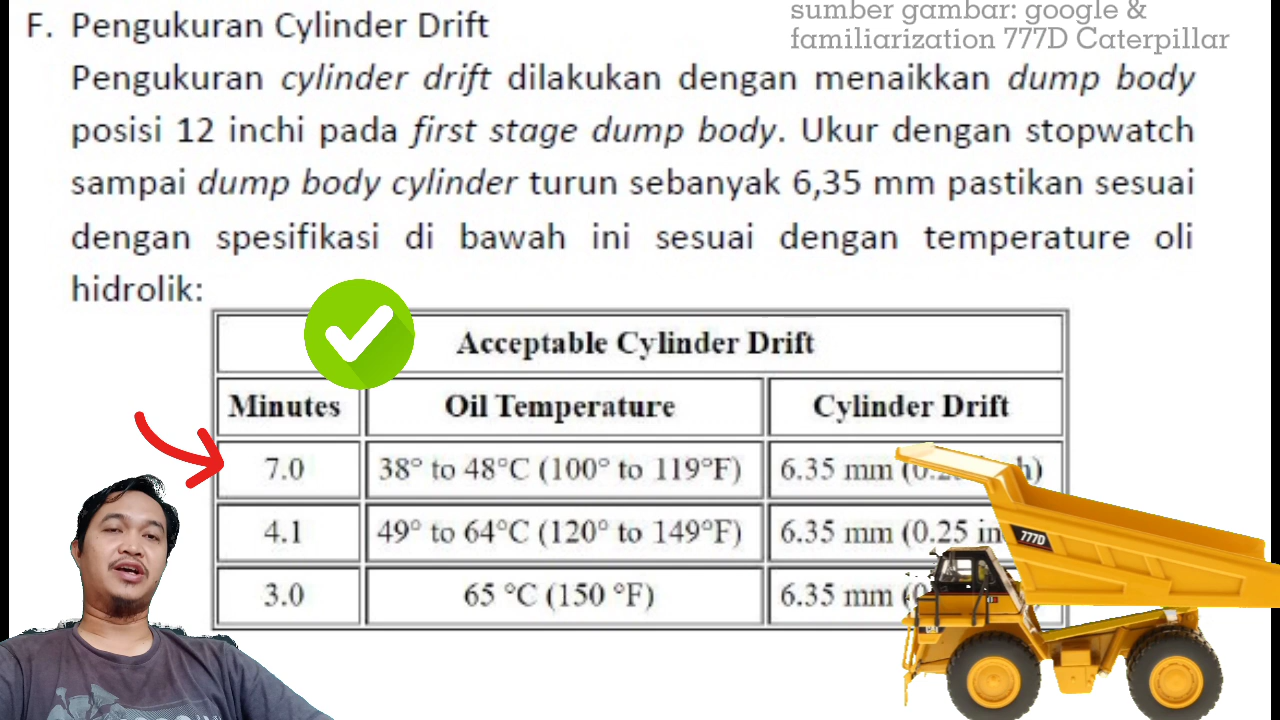 sumber gambar: google &
familiarization 777D Caterpillar
F. Pengukuran Cylinder Drift
Pengukuran cylinder drift dilakukan dengan menaikkan dump body
posisi 12 inchi pada first stage dump body. Ukur dengan stopwatch
sampai dump body cylinder turun sebanyak 6,35 mm pastikan sesuai
dengan spesifikasi di bawah ini sesuai dengan temperature oli
hidrolik:
Acceptable Cylinder Drift
Minutes Oil Temperature Cylinder Drift
7.0 38° to 48°C (100° to 119°F) 6.35 mm
4.1 49° to 64°C (120° to 149°F) 6.35 mm (0.25
3.0 65 °C (150 °F) 6.35 mm
777D